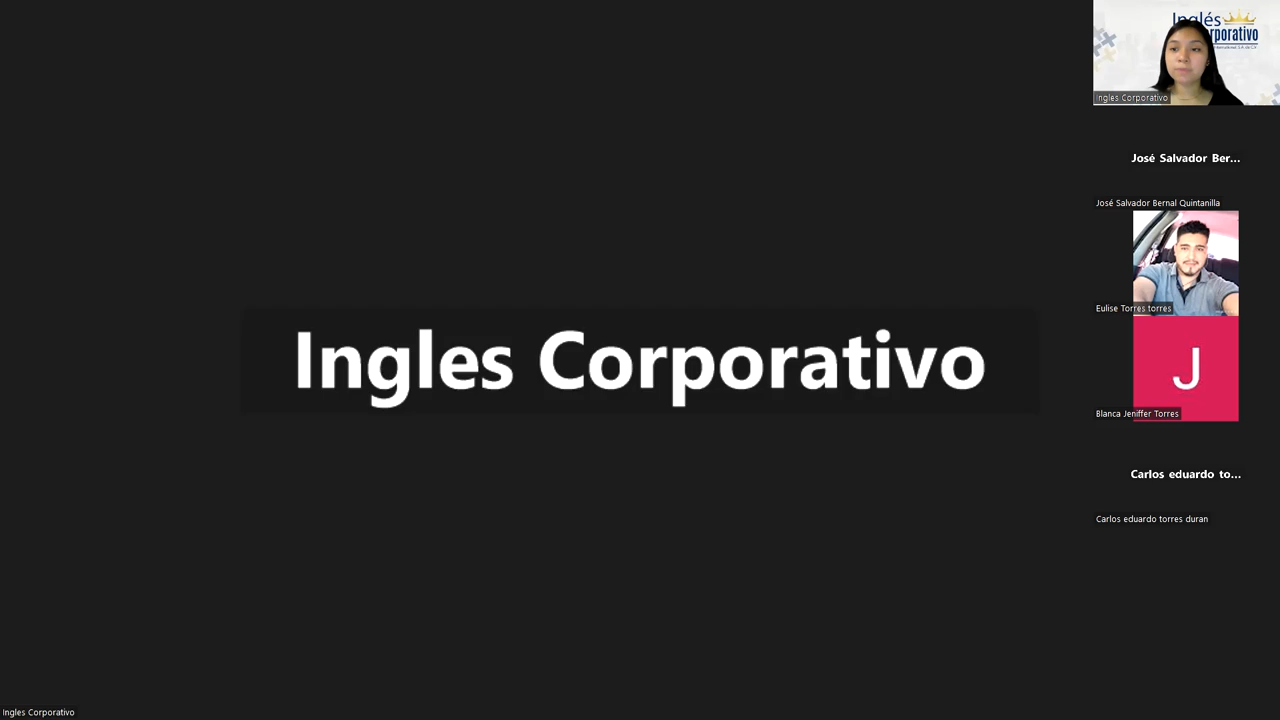 Ingles Corporativo
Inglés
rporativo
Ingles Corporativo
José Salvador Ber...
José Salvador Bernal Quintanilla
Eulise Torres torres
J
Blanca Jeniffer Torres
Carlos eduardo to...
Carlos eduardo torres duran
Ingles Corporativo